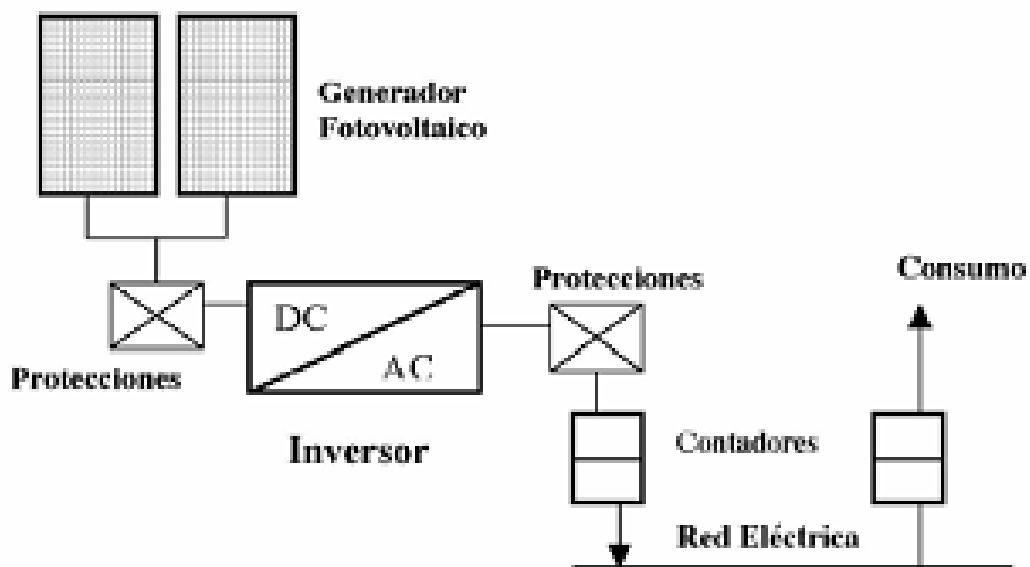 Generador
Fotovoltaico
Consumo
Protecciones
DC
AC
Protecciones
Inversor
Contadores
Red Eléctrica